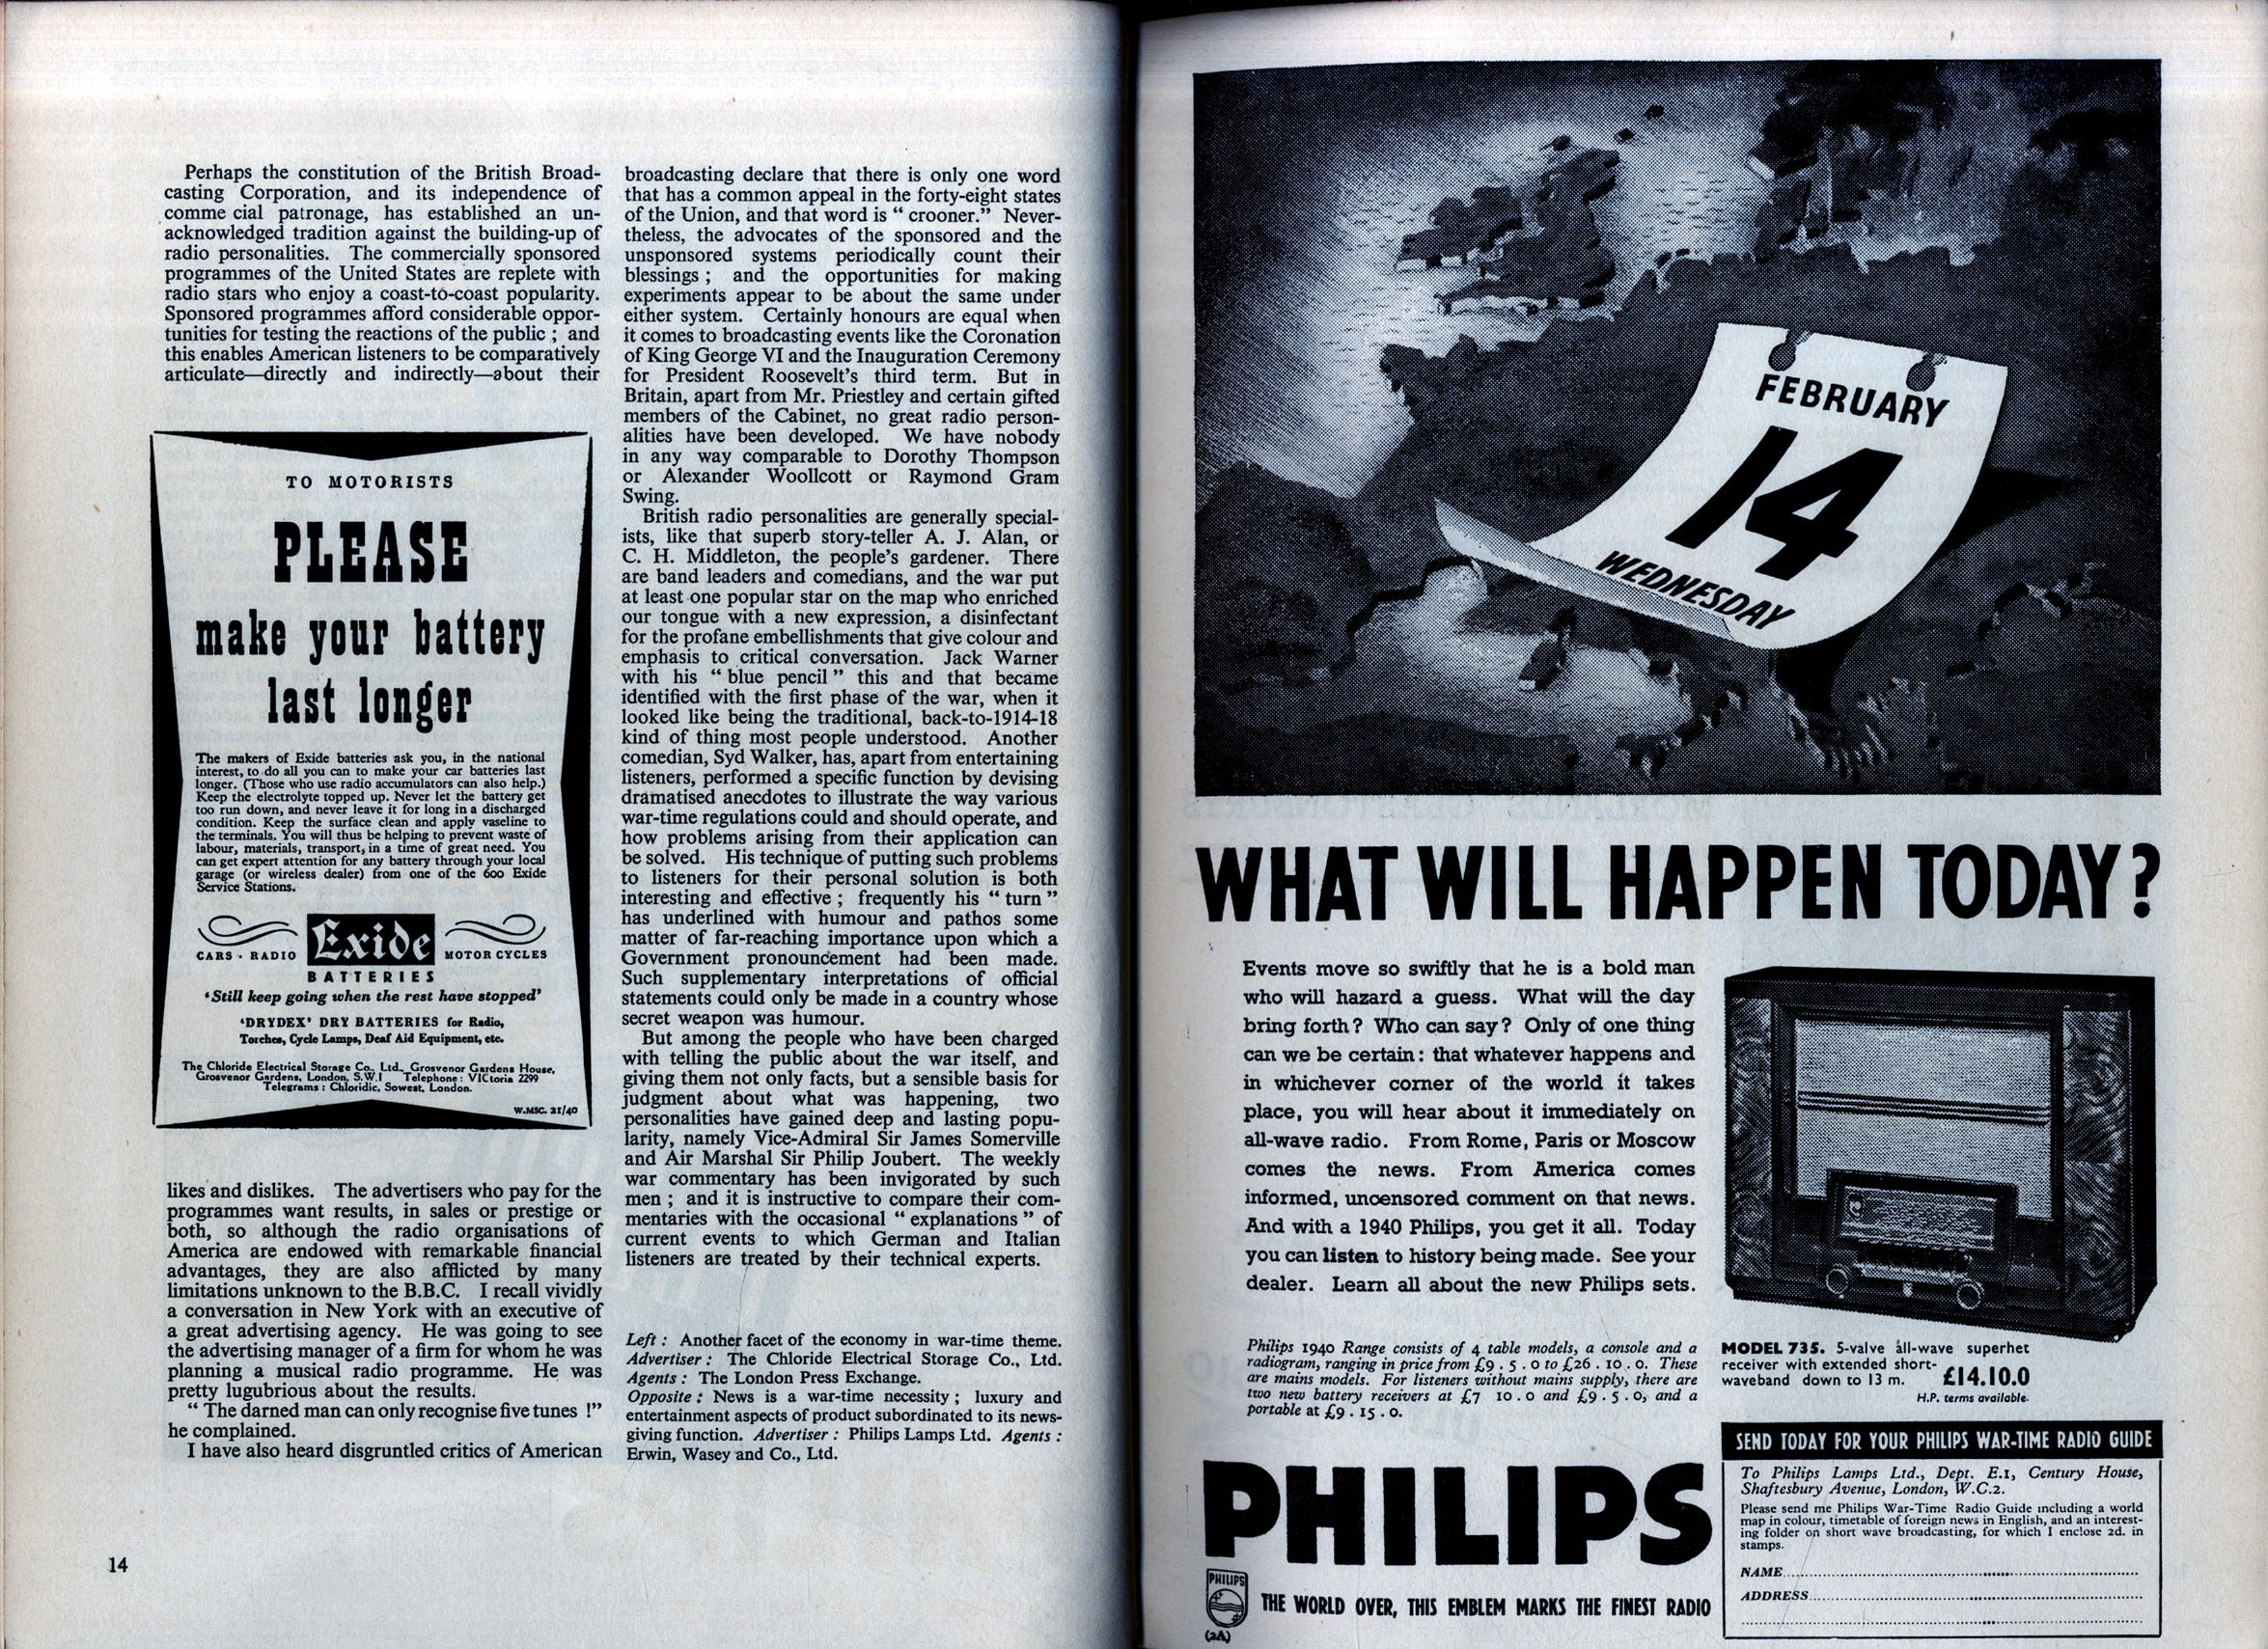 Perhaps the constitution of the British Broad-
casting Corporation, and its independence of
comme cial patronage, has established an un-
acknowledged tradition against the building-up of
radio personalities. The commercially sponsored
programmes of the United States are replete with
radio stars who enjoy a coast-to-coast popularity.
Sponsored programmes afford considerable oppor-
tunities for testing the reactions of the public ; and
this enables American listeners to be comparatively
articulate—directly and indirectly—about their
TO MOTORISTS
PLEASE
make your battery
last longer
The makers of Exide batteries ask you, in the national
interest, to do all you can to make your car batteries last
longer. (Those who use radio accumulators can also help.)
Keep the electrolyte topped up. Never let the battery get
too run down, and never leave it for long in a discharged
condition. Keep the surface clean and apply vaseline to
the terminals. You will thus be helping to prevent waste of
labour, materials, transport, in a time of great need. You
can get expert attention for any battery through your local
garage (or wireless dealer) from one of the 600 Exide
Service Stations.
CARS · RADIO Exide MOTOR CYCLES
BATTERIES
‘Still keep going when the rest have stopped’
‘DRYDEX’ DRY BATTERIES for Radio,
Torches, Cycle Lamps, Deaf Aid Equipment, etc.
The Chloride Electrical Storage Co., Ltd., Grosvenor Gardens House,
Grosvenor Gardens, London, S.W.1 Telephone : VICtoria 2299
Telegrams : Chloridic, Sowest, London.
W.MSC. 21/40
likes and dislikes. The advertisers who pay for the
programmes want results, in sales or prestige or
both, so although the radio organisations of
America are endowed with remarkable financial
advantages, they are also afflicted by many
limitations unknown to the B.B.C. I recall vividly
a conversation in New York with an executive of
a great advertising agency. He was going to see
the advertising manager of a firm for whom he was
planning a musical radio programme. He was
pretty lugubrious about the results.
“ The darned man can only recognise five tunes !”
he complained.
I have also heard disgruntled critics of American
broadcasting declare that there is only one word
that has a common appeal in the forty-eight states
of the Union, and that word is “ crooner.” Never-
theless, the advocates of the sponsored and the
unsponsored systems periodically count their
blessings ; and the opportunities for making
experiments appear to be about the same under
either system. Certainly honours are equal when
it comes to broadcasting events like the Coronation
of King George VI and the Inauguration Ceremony
for President Roosevelt’s third term. But in
Britain, apart from Mr. Priestley and certain gifted
members of the Cabinet, no great radio person-
alities have been developed. We have nobody
in any way comparable to Dorothy Thompson
or Alexander Woollcott or Raymond Gram
Swing.
British radio personalities are generally special-
ists, like that superb story-teller A. J. Alan, or
C. H. Middleton, the people’s gardener. There
are band leaders and comedians, and the war put
at least one popular star on the map who enriched
our tongue with a new expression, a disinfectant
for the profane embellishments that give colour and
emphasis to critical conversation. Jack Warner
with his “ blue pencil ” this and that became
identified with the first phase of the war, when it
looked like being the traditional, back-to-1914-18
kind of thing most people understood. Another
comedian, Syd Walker, has, apart from entertaining
listeners, performed a specific function by devising
dramatised anecdotes to illustrate the way various
war-time regulations could and should operate, and
how problems arising from their application can
be solved. His technique of putting such problems
to listeners for their personal solution is both
interesting and effective ; frequently his “ turn ”
has underlined with humour and pathos some
matter of far-reaching importance upon which a
Government pronouncement had been made.
Such supplementary interpretations of official
statements could only be made in a country whose
secret weapon was humour.
But among the people who have been charged
with telling the public about the war itself, and
giving them not only facts, but a sensible basis for
judgment about what was happening, two
personalities have gained deep and lasting popu-
larity, namely Vice-Admiral Sir James Somerville
and Air Marshal Sir Philip Joubert. The weekly
war commentary has been invigorated by such
men ; and it is instructive to compare their com-
mentaries with the occasional “ explanations ” of
current events to which German and Italian
listeners are treated by their technical experts.
Left : Another facet of the economy in war-time theme.
Advertiser : The Chloride Electrical Storage Co., Ltd.
Agents : The London Press Exchange.
Opposite : News is a war-time necessity ; luxury and
entertainment aspects of product subordinated to its news-
giving function. Advertiser : Philips Lamps Ltd. Agents :
Erwin, Wasey and Co., Ltd.
14
FEBRUARY
14
WEDNESDAY
WHAT WILL HAPPEN TODAY?
Events move so swiftly that he is a bold man
who will hazard a guess. What will the day
bring forth? Who can say? Only of one thing
can we be certain : that whatever happens and
in whichever corner of the world it takes
place, you will hear about it immediately on
all-wave radio. From Rome, Paris or Moscow
comes the news. From America comes
informed, uncensored comment on that news.
And with a 1940 Philips, you get it all. Today
you can listen to history being made. See your
dealer. Learn all about the new Philips sets.
Philips 1940 Range consists of 4 table models, a console and a
radiogram, ranging in price from £9 . 5 . 0 to £26 . 10 . 0. These
are mains models. For listeners without mains supply, there are
two new battery receivers at £7 10 . 0 and £9 . 5 . 0, and a
portable at £9 . 15 . 0.
MODEL 735. 5-valve all-wave superhet
receiver with extended short-
waveband down to 13 m. £14.10.0
H.P. terms available.
PHILIPS
PHILIPS
THE WORLD OVER, THIS EMBLEM MARKS THE FINEST RADIO
(2A)
SEND TODAY FOR YOUR PHILIPS WAR-TIME RADIO GUIDE
To Philips Lamps Ltd., Dept. E.1, Century House,
Shaftesbury Avenue, London, W.C.2.
Please send me Philips War-Time Radio Guide including a world
map in colour, timetable of foreign news in English, and an interest-
ing folder on short wave broadcasting, for which I enclose 2d. in
stamps.
NAME
ADDRESS